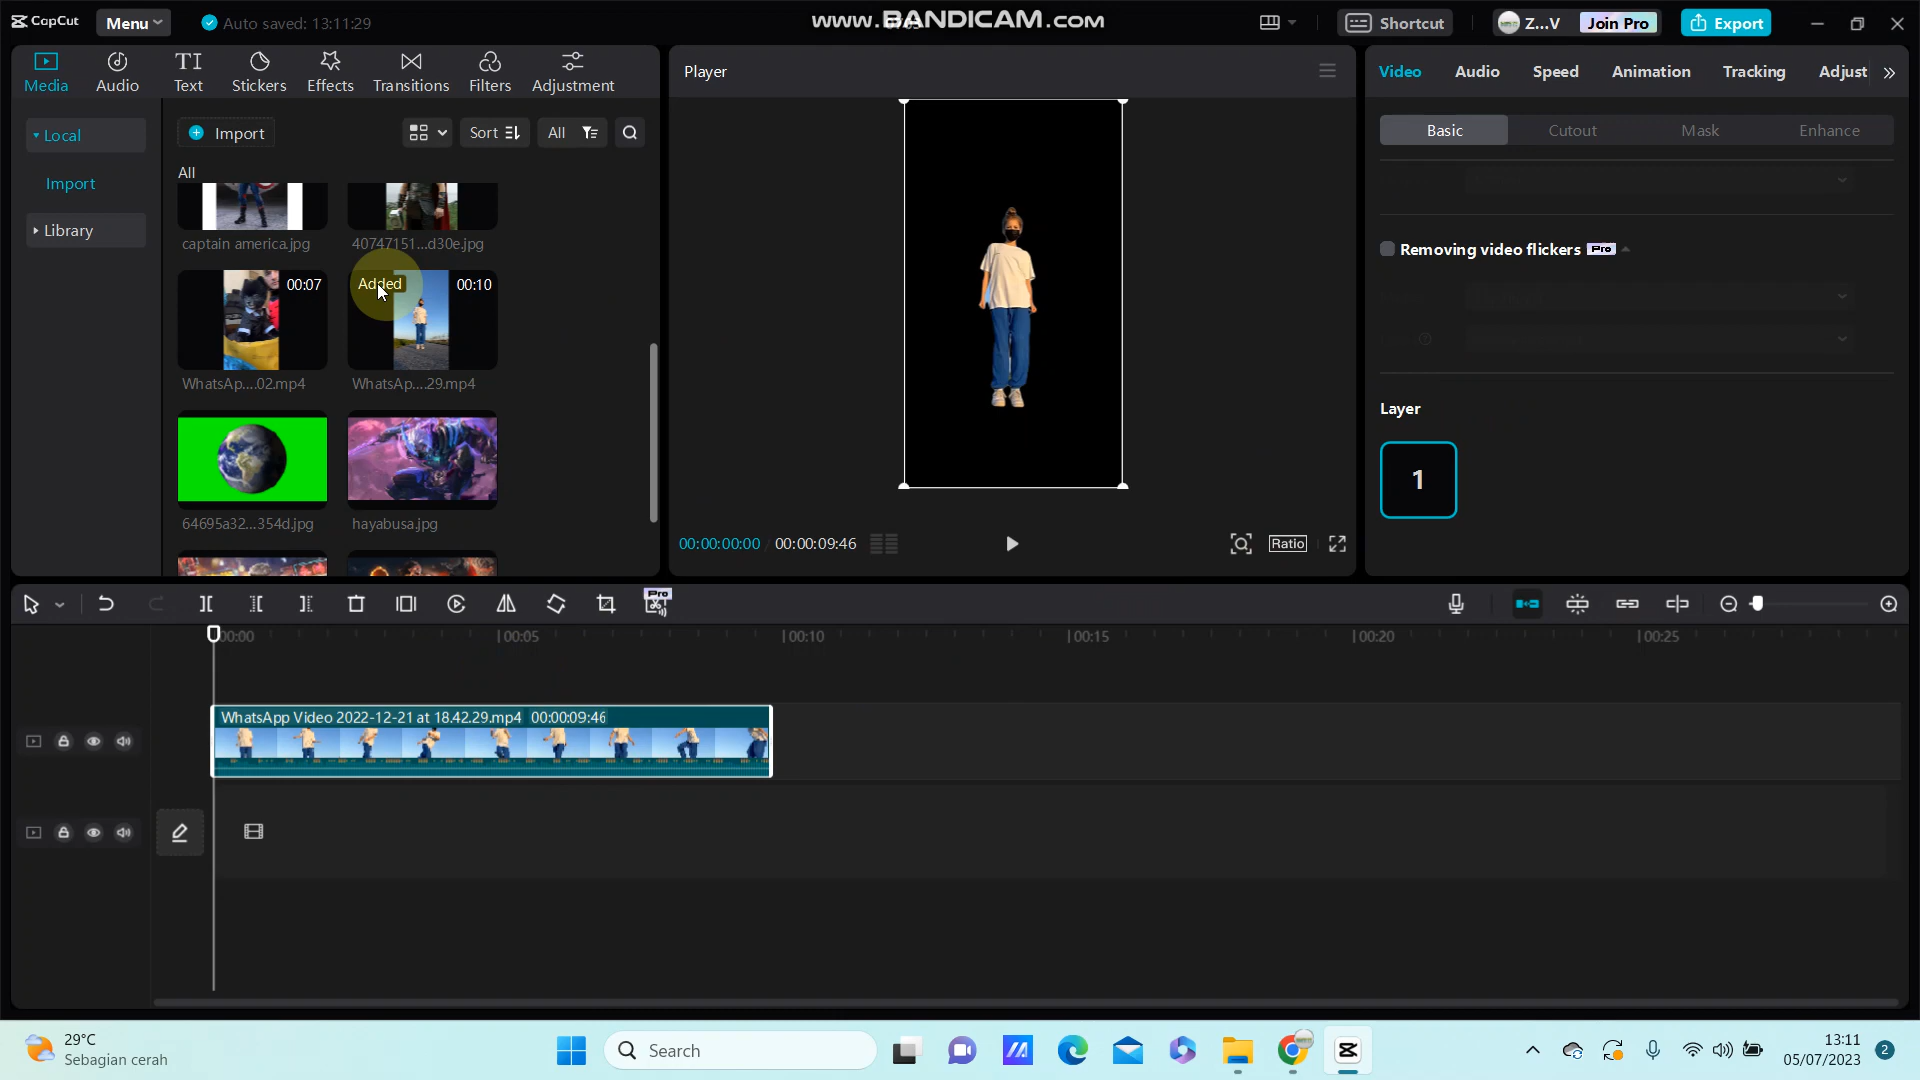 CapCut
Menu
Auto saved: 13:11:29
www.BANDICAM.COM
Shortcut
Z...V
Join Pro
Export
Media
Audio
Text
Stickers
Effects
Transitions
Filters
Adjustment
Player
Video
Audio
Speed
Animation
Tracking
Adjust
Local
Import
Library
Import
Sort
All
All
captain america.jpg
40747151...d30e.jpg
00:07
Added
00:10
WhatsAp....02.mp4
WhatsAp....29.mp4
64695a32...354d.jpg
hayabusa.jpg
00:00:00:00
00:00:09:46
Ratio
Basic
Cutout
Mask
Enhance
Removing video flickers Pro
Layer
1
Pro
00:00
00:05
00:10
00:15
00:20
00:25
WhatsApp Video 2022-12-21 at 18.42.29.mp4 00:00:09:46
29°C
Sebagian cerah
Search
13:11
05/07/2023
2